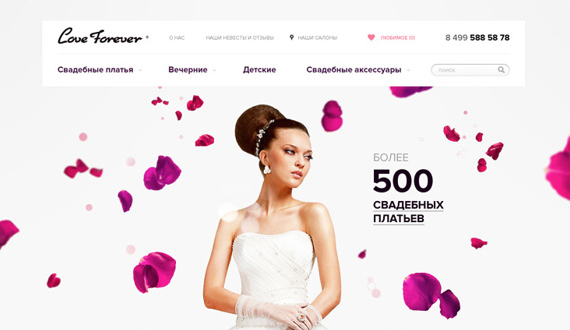 Love Forever®
О НАС
НАШИ НЕВЕСТЫ И ОТЗЫВЫ
НАШИ САЛОНЫ
ЛЮБИМОЕ (0)
8 499 588 58 78
Свадебные платья
Вечерние
Детские
Свадебные аксессуары
ПОИСК
БОЛЕЕ
500
СВАДЕБНЫХ
ПЛАТЬЕВ